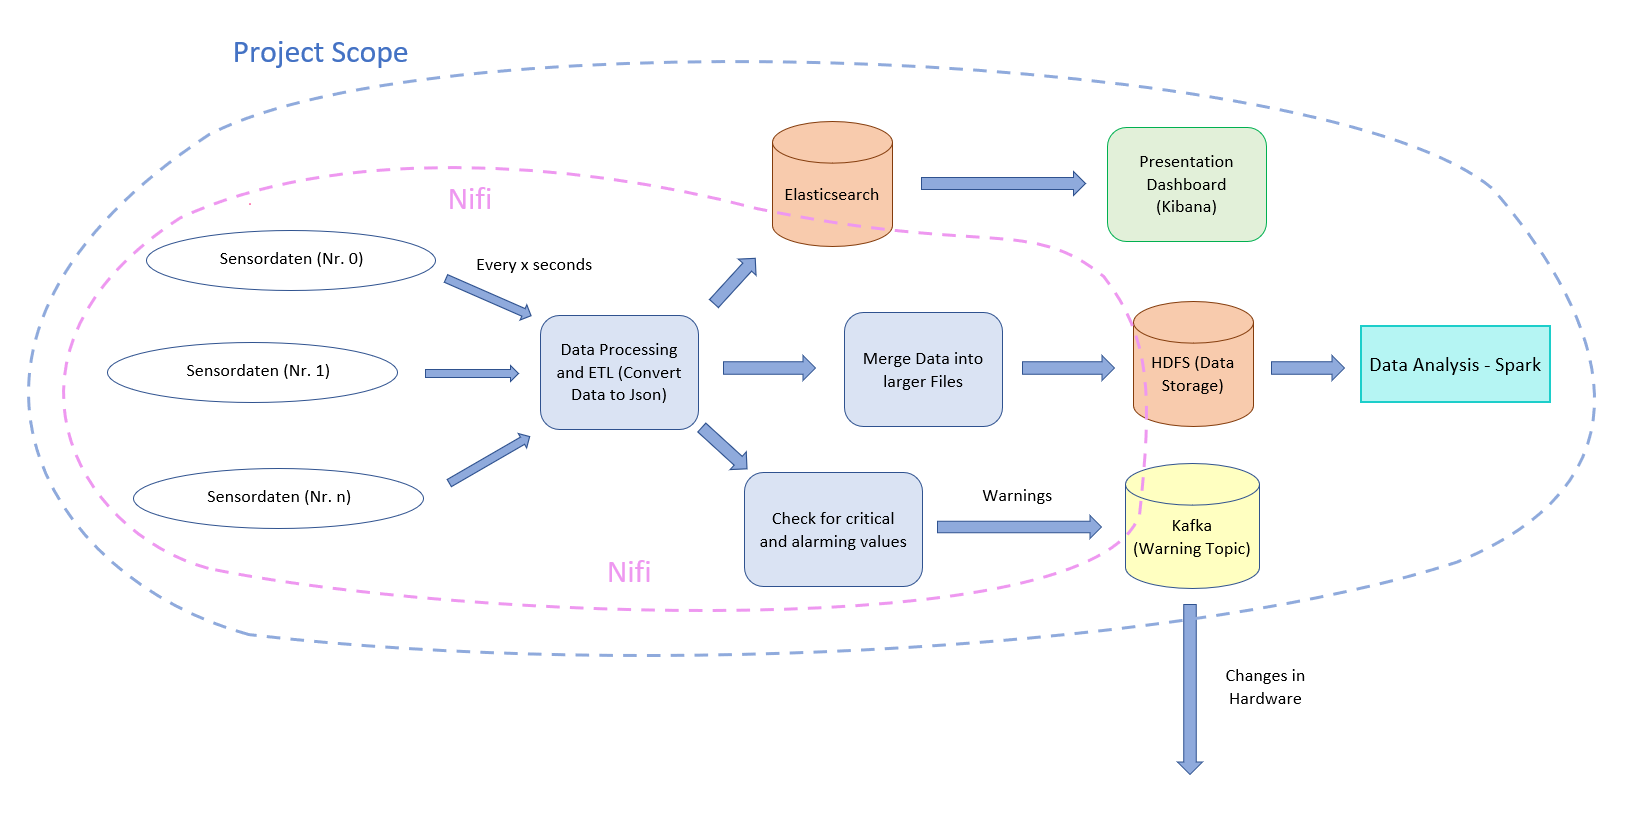 Project Scope
Nifi
Elasticsearch
Presentation
Dashboard
(Kibana)
Sensordaten (Nr. 0)
Every x seconds
Sensordaten (Nr. 1)
Data Processing
and ETL (Convert
Data to Json)
Merge Data into
larger Files
HDFS (Data
Storage)
Data Analysis - Spark
Sensordaten (Nr. n)
Check for critical
and alarming values
Warnings
Kafka
(Warning Topic)
Nifi
Changes in
Hardware